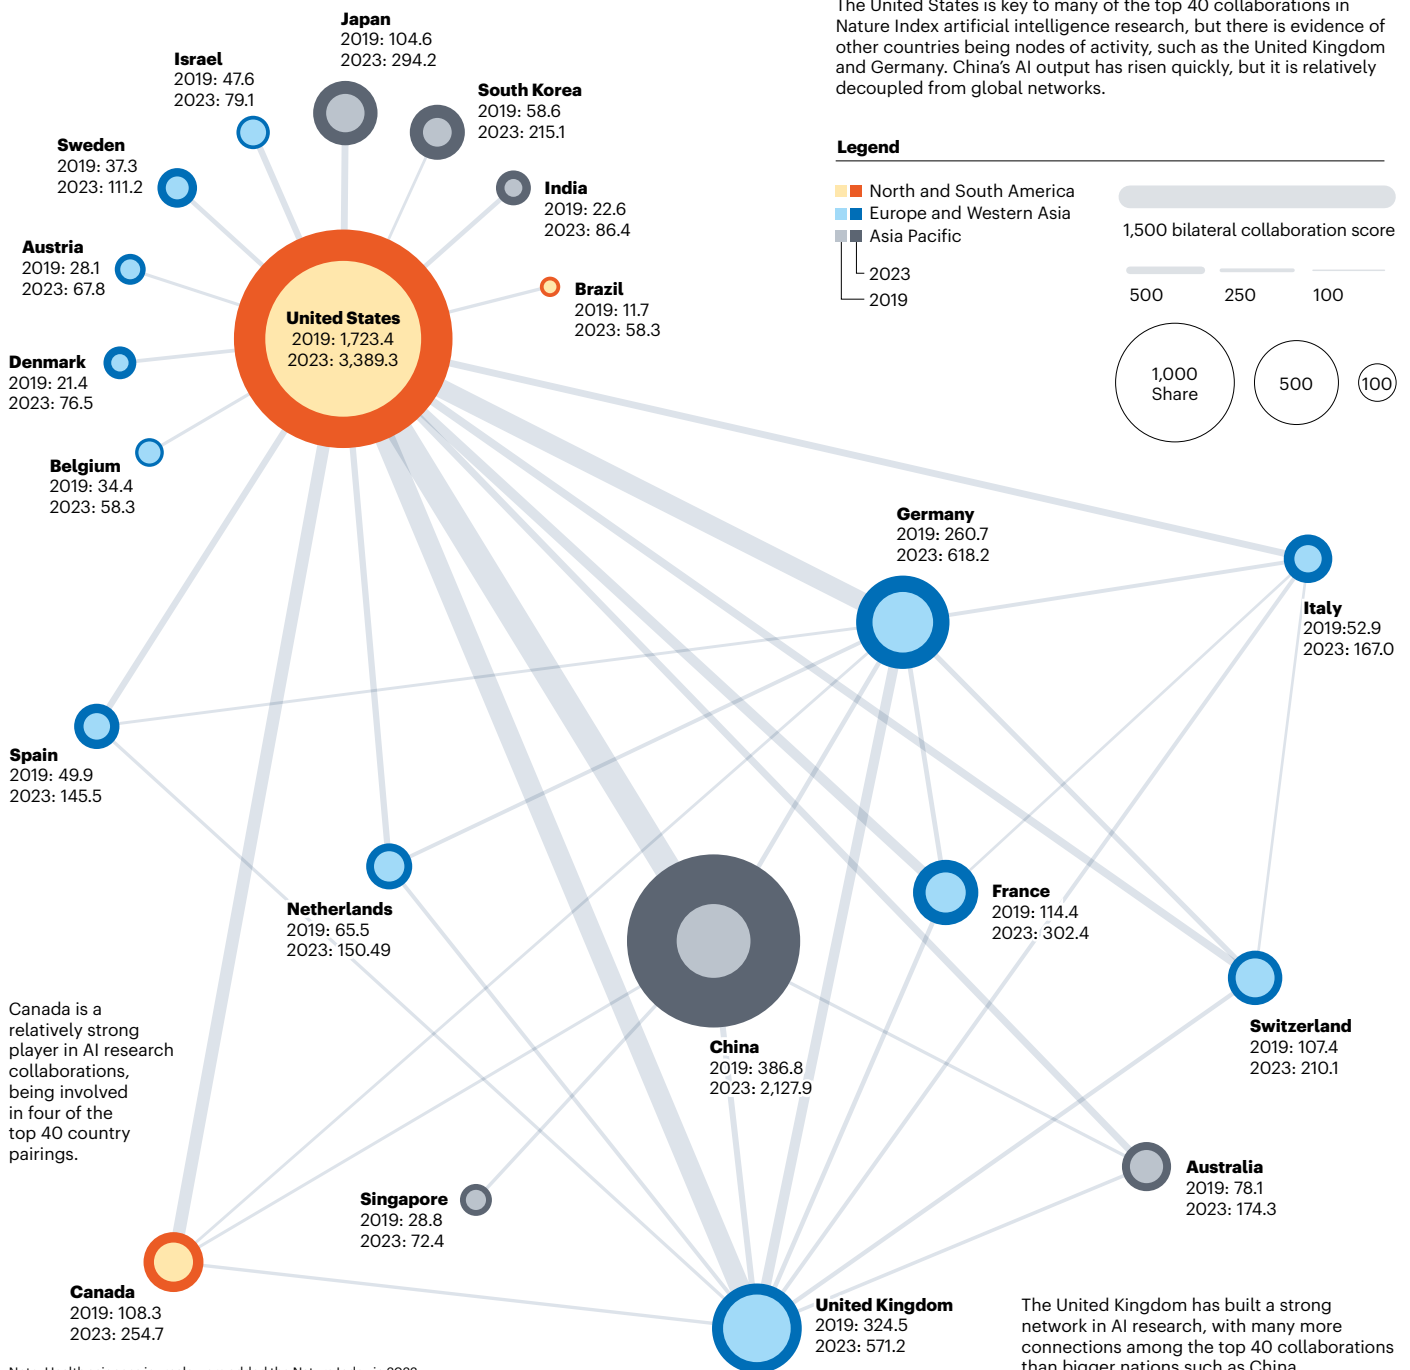 The United States is key to many of the top 40 collaborations in
Nature Index artificial intelligence research, but there is evidence of
other countries being nodes of activity, such as the United Kingdom
and Germany. China's AI output has risen quickly, but it is relatively
decoupled from global networks.
Legend
North and South America
Europe and Western Asia
Asia Pacific
2023
2019
1,500 bilateral collaboration score
500
250
100
1,000
Share
500
100
Japan
2019: 104.6
2023: 294.2
Israel
2019: 47.6
2023: 79.1
South Korea
2019: 58.6
2023: 215.1
Sweden
2019: 37.3
2023: 111.2
India
2019: 22.6
2023: 86.4
Austria
2019: 28.1
2023: 67.8
Brazil
2019: 11.7
2023: 58.3
United States
2019: 1,723.4
2023: 3,389.3
Denmark
2019: 21.4
2023: 76.5
Belgium
2019: 34.4
2023: 58.3
Germany
2019: 260.7
2023: 618.2
Italy
2019:52.9
2023: 167.0
Spain
2019: 49.9
2023: 145.5
Netherlands
2019: 65.5
2023: 150.49
France
2019: 114.4
2023: 302.4
Canada is a
relatively strong
player in AI research
collaborations,
being involved
in four of the
top 40 country
pairings.
China
2019: 386.8
2023: 2,127.9
Switzerland
2019: 107.4
2023: 210.1
Australia
2019: 78.1
2023: 174.3
Singapore
2019: 28.8
2023: 72.4
Canada
2019: 108.3
2023: 254.7
United Kingdom
2019: 324.5
2023: 571.2
The United Kingdom has built a strong
network in AI research, with many more
connections among the top 40 collaborations
than bigger nations such as China